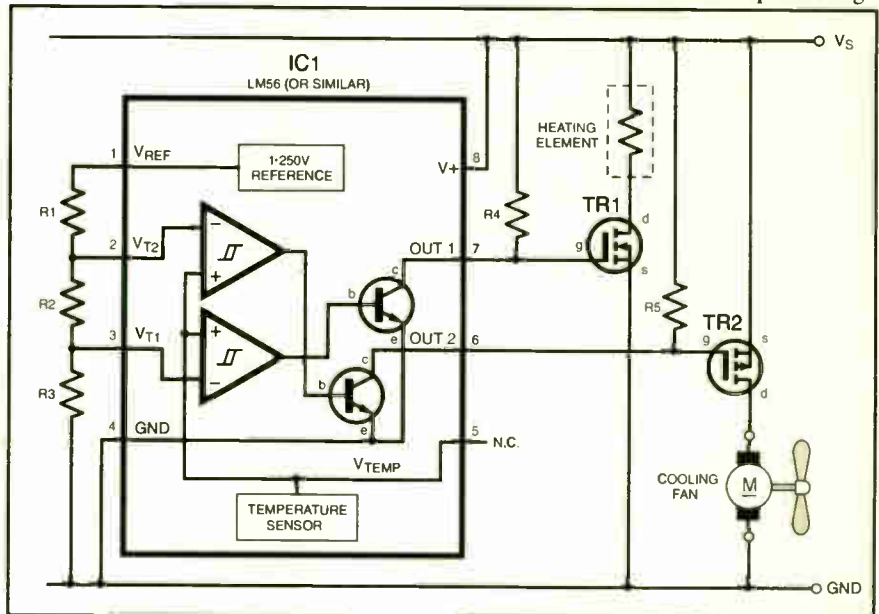 IC1
LM56 (OR SIMILAR)
VS
1
VREF
1·250V
REFERENCE
V+
8
HEATING
ELEMENT
R1
R4
TR1
d
g
s
2
VT2
–
+
OUT 1
7
c
b
e
R2
3
VT1
+
–
OUT 2
6
c
b
e
R5
TR2
s
g
d
R3
4
GND
5
N.C.
VTEMP
TEMPERATURE
SENSOR
COOLING
FAN
M
GND